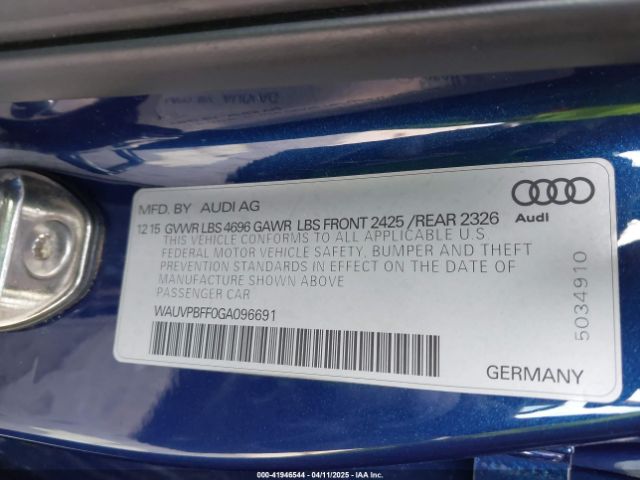 MFD. BY AUDI AG
12 15 GVWR LBS 4696 GAWR LBS FRONT 2425 /REAR 2326
THIS VEHICLE CONFORMS TO ALL APPLICABLE U.S
FEDERAL MOTOR VEHICLE SAFETY, BUMPER AND THEFT
PREVENTION STANDARDS IN EFFECT ON THE DATE OF
MANUFACTURE SHOWN ABOVE
PASSENGER CAR
WAUVPBFF0GA096691
Audi
5034910
GERMANY
000-41946544 - 04/11/2025 - IAA Inc.